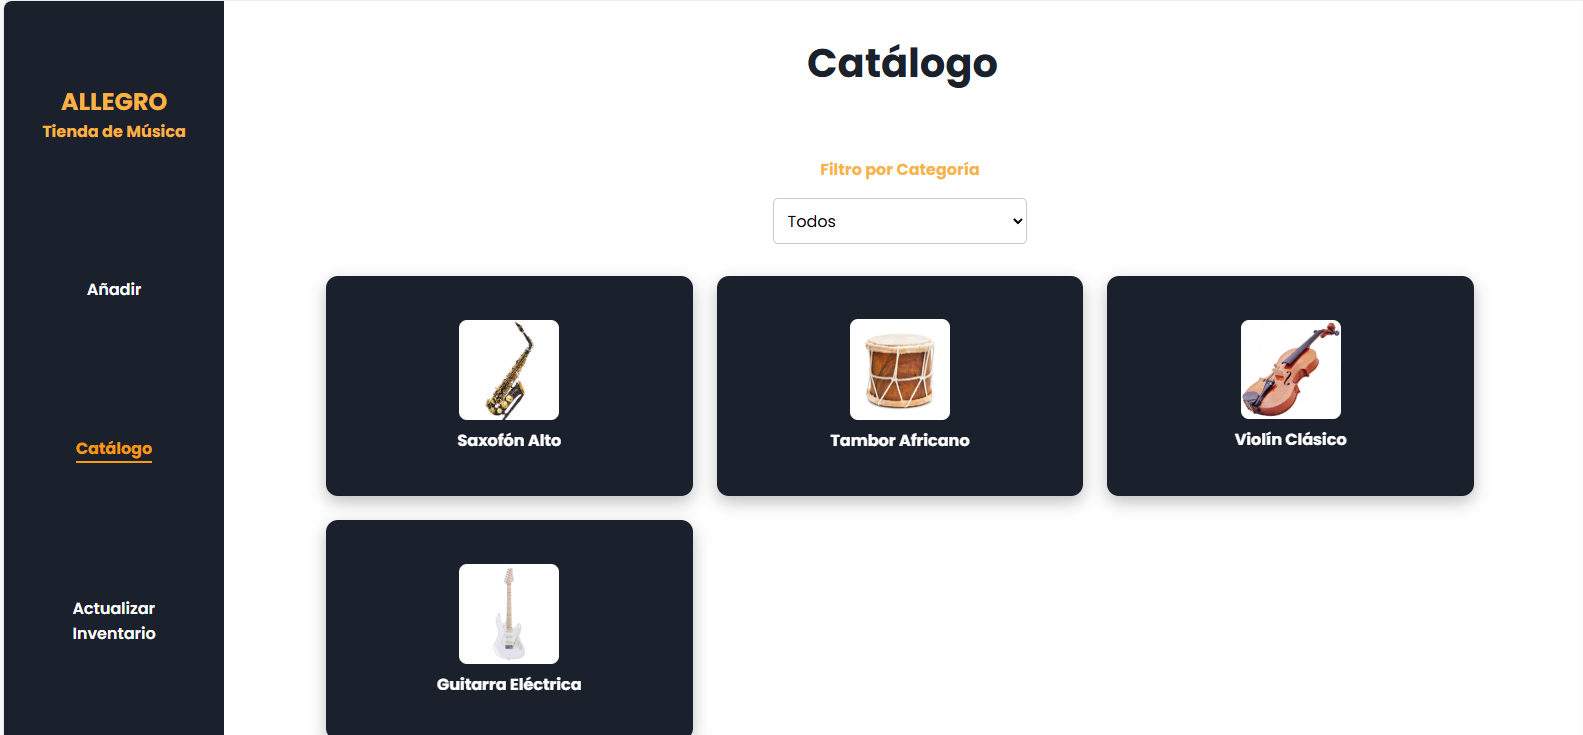 ALLEGRO
Tienda de Música
Añadir
Catálogo
Actualizar
Inventario
Catálogo
Filtro por Categoría
Todos
Saxofón Alto
Tambor Africano
Violín Clásico
Guitarra Eléctrica